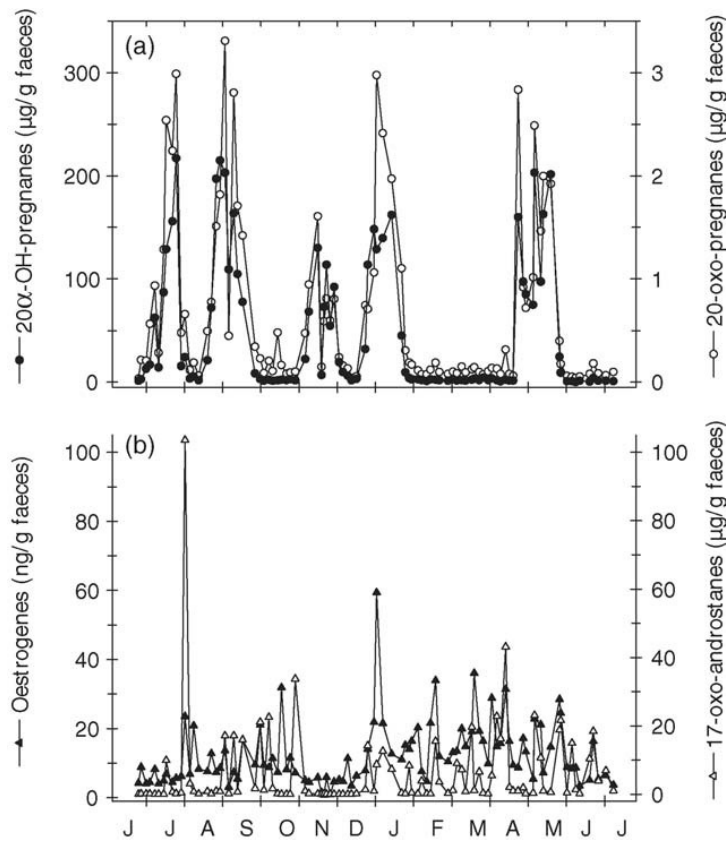 (a)
300
200
100
0
20α-OH-pregnanes (μg/g faeces)
3
2
1
0
20-oxo-pregnanes (μg/g faeces)
(b)
100
80
60
40
20
0
Oestrogenes (ng/g faeces)
100
80
60
40
20
0
17-oxo-androstanes (μg/g faeces)
J J A S O N D J F M A M J J